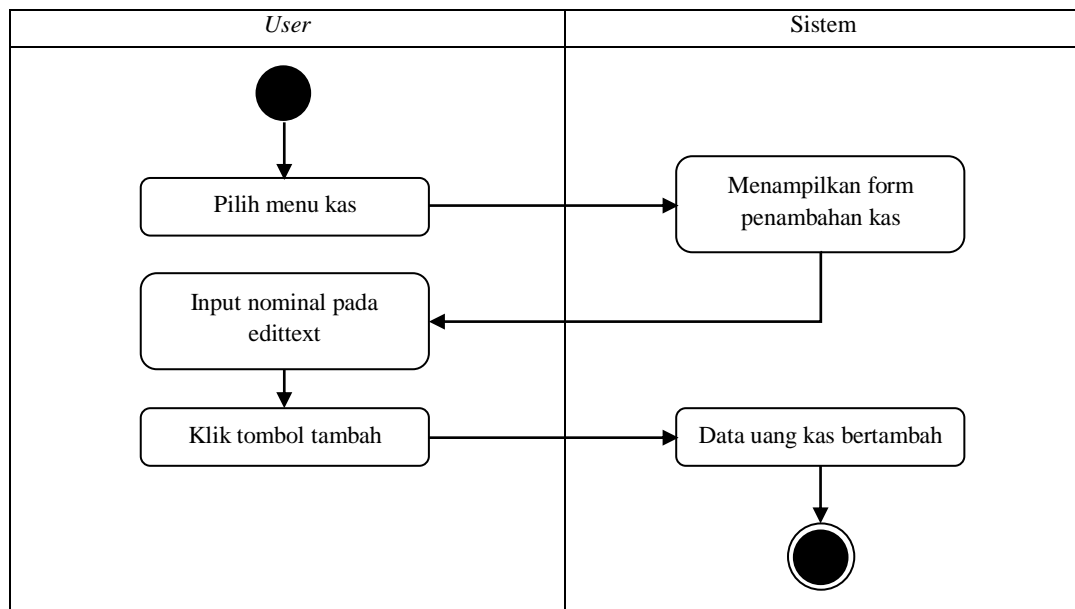 User
Sistem
Pilih menu kas
Menampilkan form
penambahan kas
Input nominal pada
edittext
Klik tombol tambah
Data uang kas bertambah